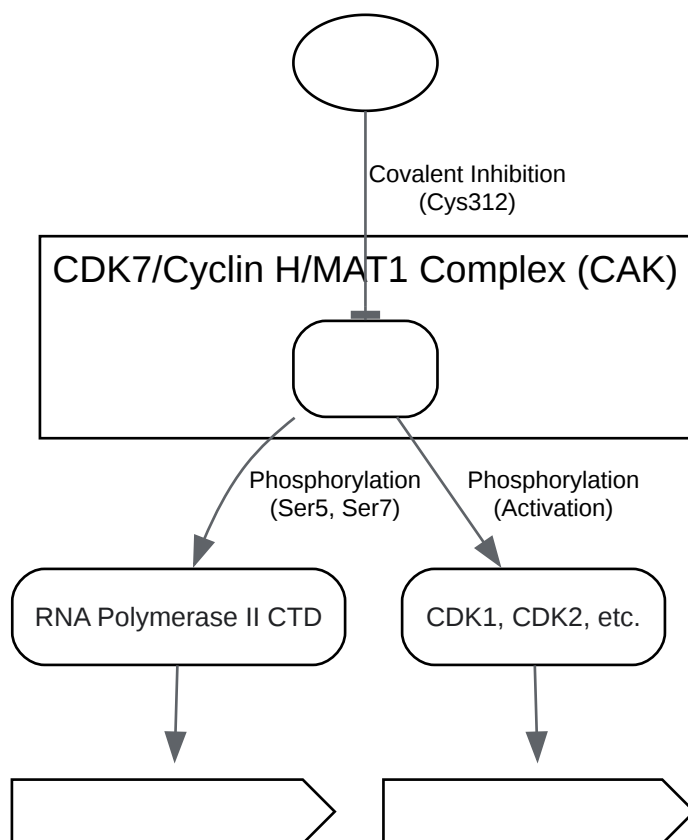 Covalent Inhibition
(Cys312)
CDK7/Cyclin H/MAT1 Complex (CAK)
Phosphorylation
(Ser5, Ser7)
Phosphorylation
(Activation)
RNA Polymerase II CTD
CDK1, CDK2, etc.